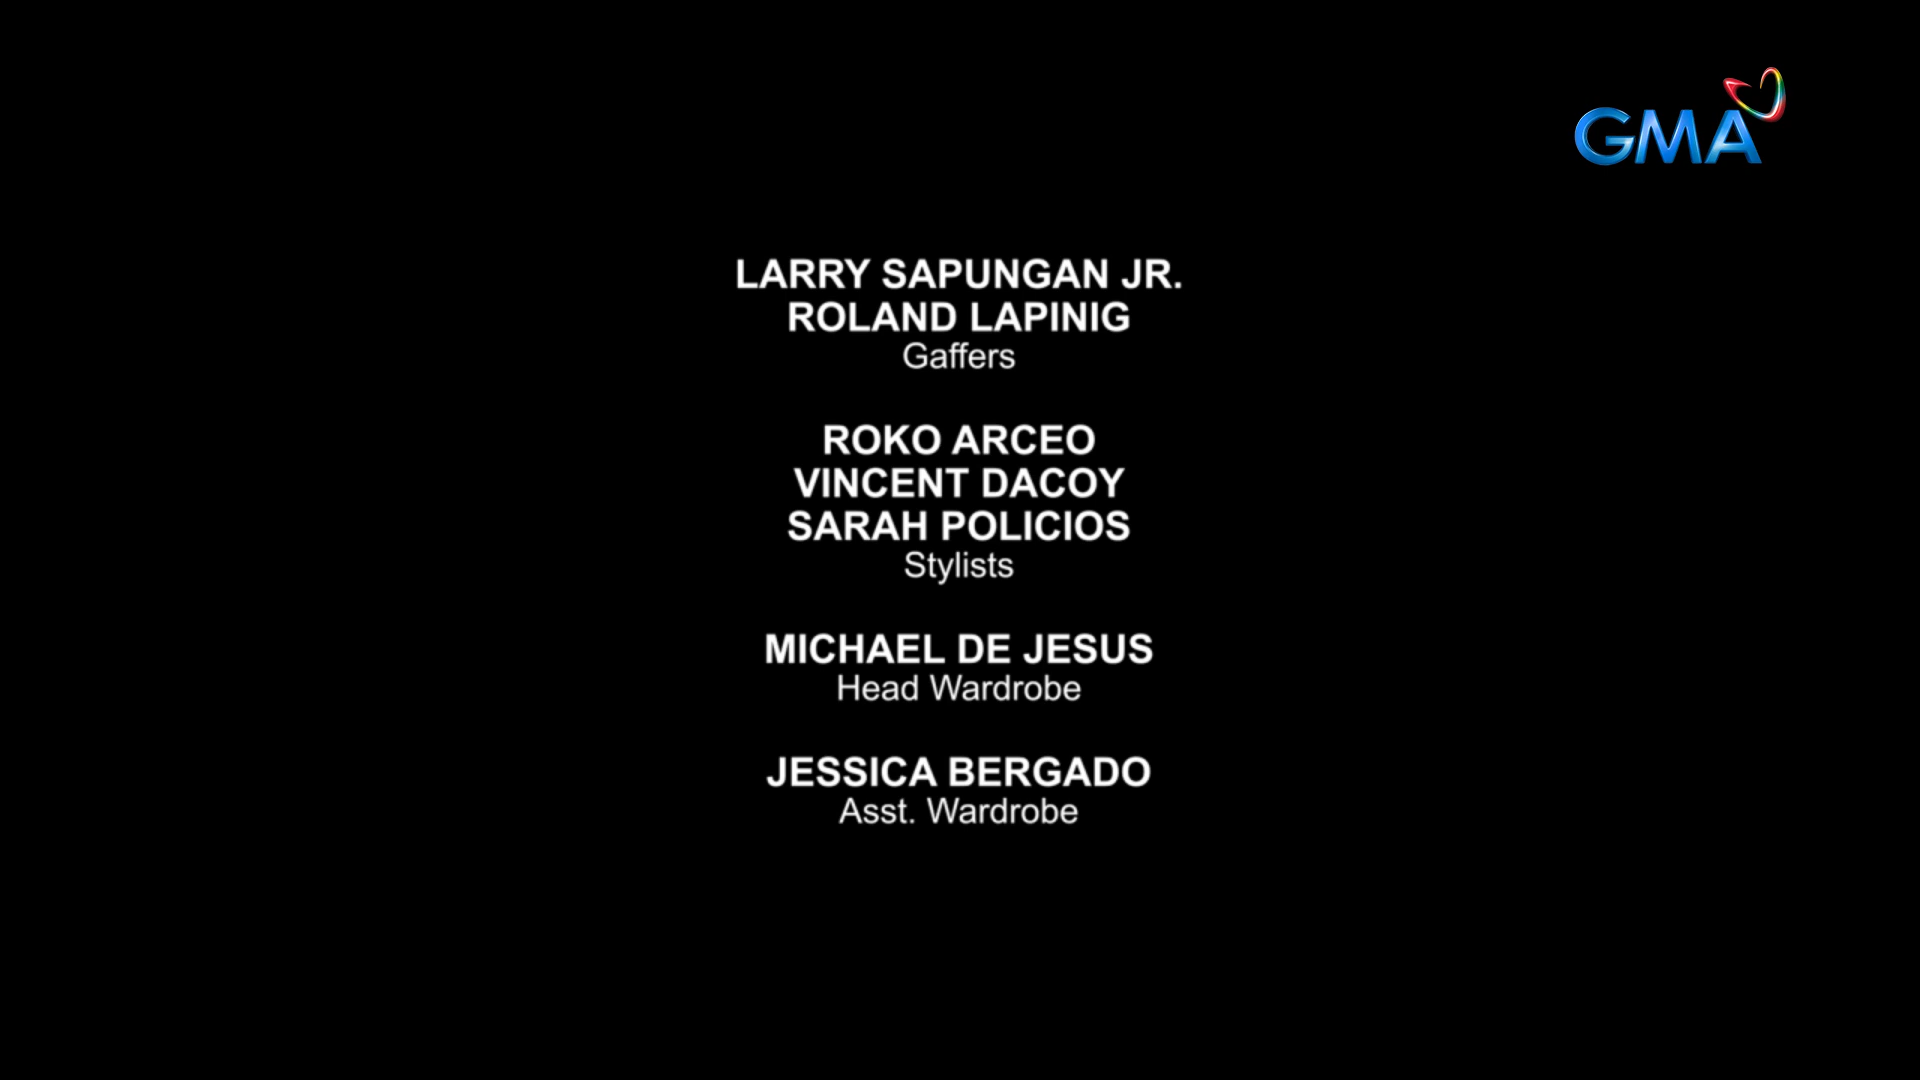 GMA
LARRY SAPUNGAN JR.
ROLAND LAPINIG
Gaffers
ROKO ARCEO
VINCENT DACOY
SARAH POLICIOS
Stylists
MICHAEL DE JESUS
Head Wardrobe
JESSICA BERGADO
Asst. Wardrobe